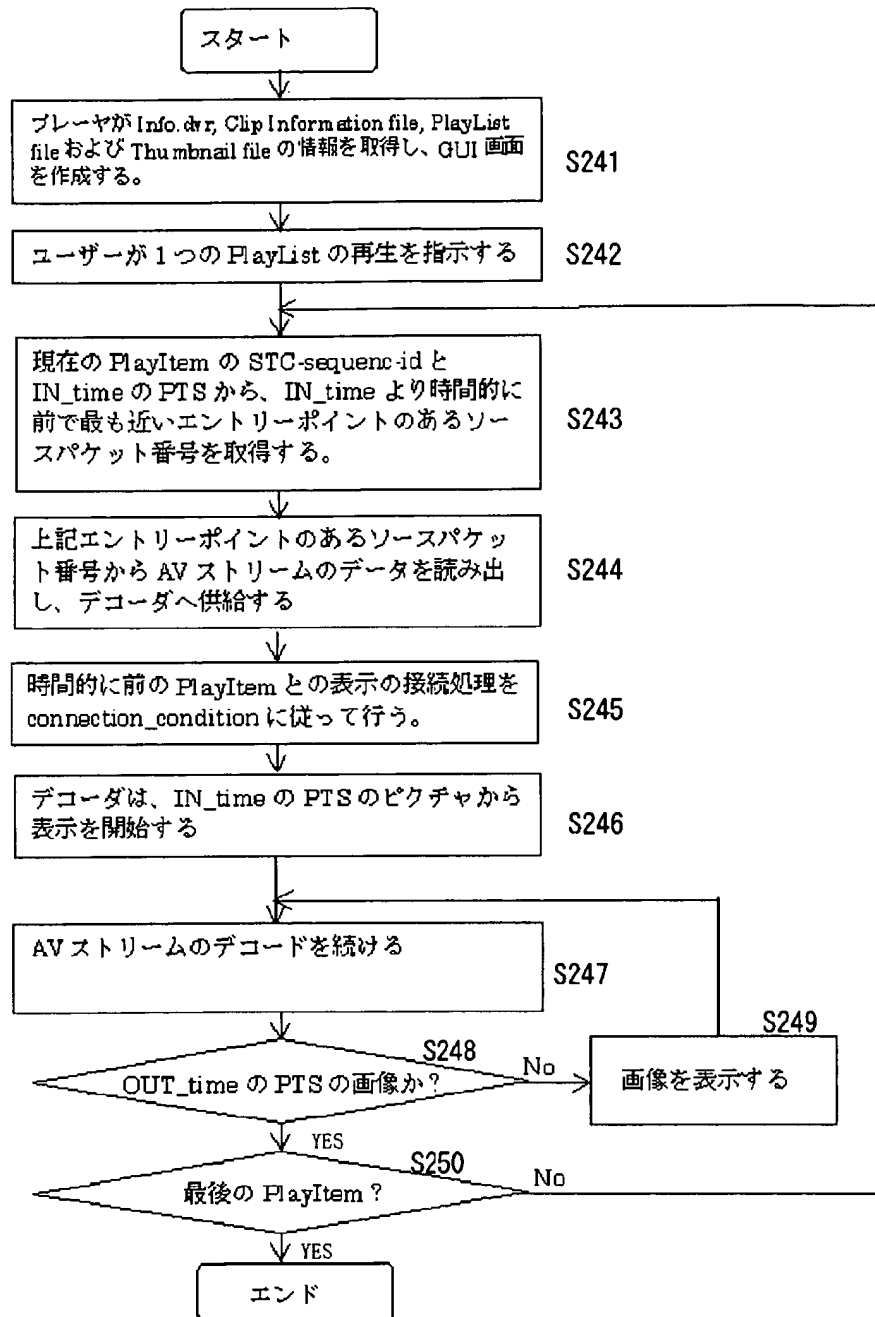 スタート
プレーヤが Info.dvr, Clip Information file, PlayList
file および Thumbnail file の情報を取得し、GUI 画面
を作成する。
S241
ユーザーが 1 つの PlayList の再生を指示する
S242
現在の PlayItem の STC-sequenc-id と
IN_time の PTS から、IN_time より時間的に
前で最も近いエントリーポイントのあるソー
スパケット番号を取得する。
S243
上記エントリーポイントのあるソースパケッ
ト番号から AV ストリームのデータを読み出
し、デコーダへ供給する
S244
時間的に前の PlayItem との表示の接続処理を
connection_condition に従って行う。
S245
デコーダは、IN_time の PTS のピクチャから
表示を開始する
S246
AV ストリームのデコードを続ける
S247
S248
OUT_time の PTS の画像か?
No
S249
画像を表示する
YES
S250
最後の PlayItem ?
No
YES
エンド